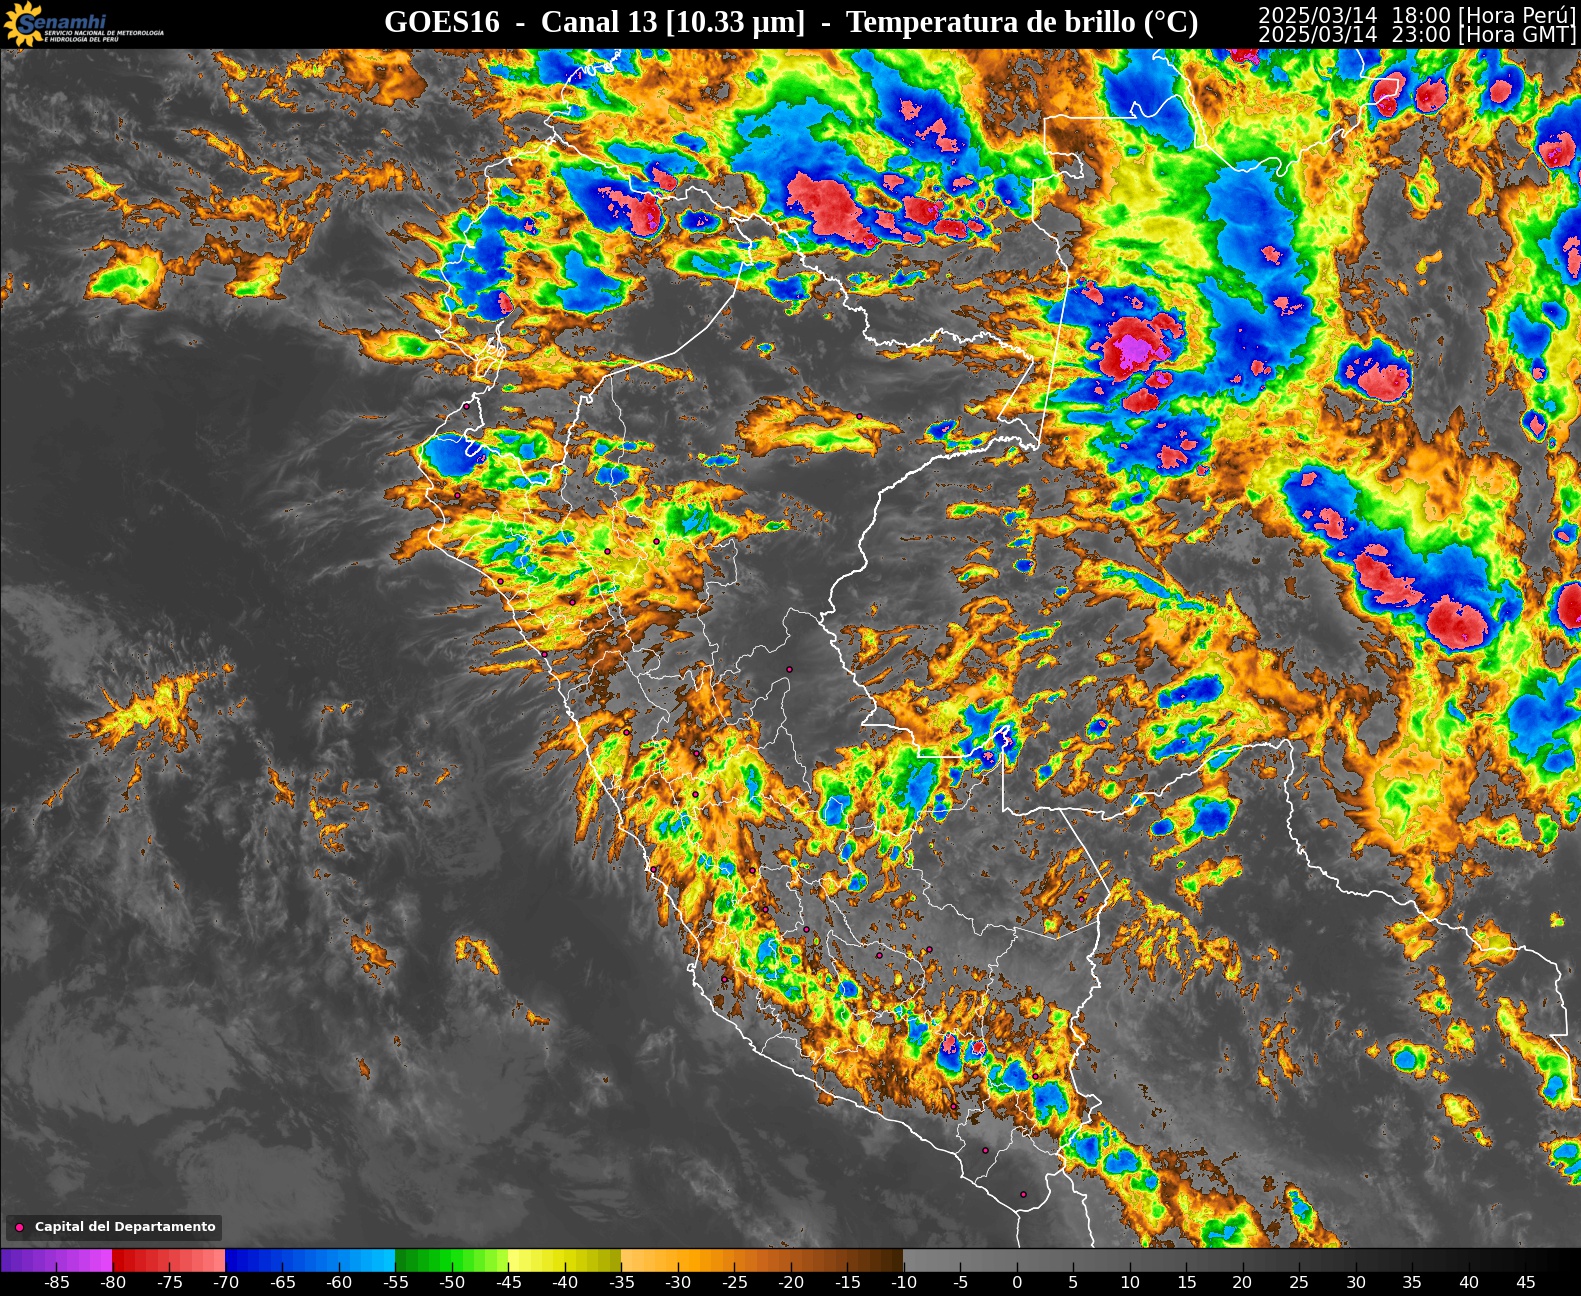 Senamhi
SERVICIO NACIONAL DE METEOROLOGÍA
E HIDROLOGÍA DEL PERÚ
GOES16 - Canal 13 [10.33 µm] - Temperatura de brillo (°C)
2025/03/14 18:00 [Hora Perú]
2025/03/14 23:00 [Hora GMT]
Capital del Departamento
-85 -80 -75 -70 -65 -60 -55 -50 -45 -40 -35 -30 -25 -20 -15 -10 -5 0 5 10 15 20 25 30 35 40 45